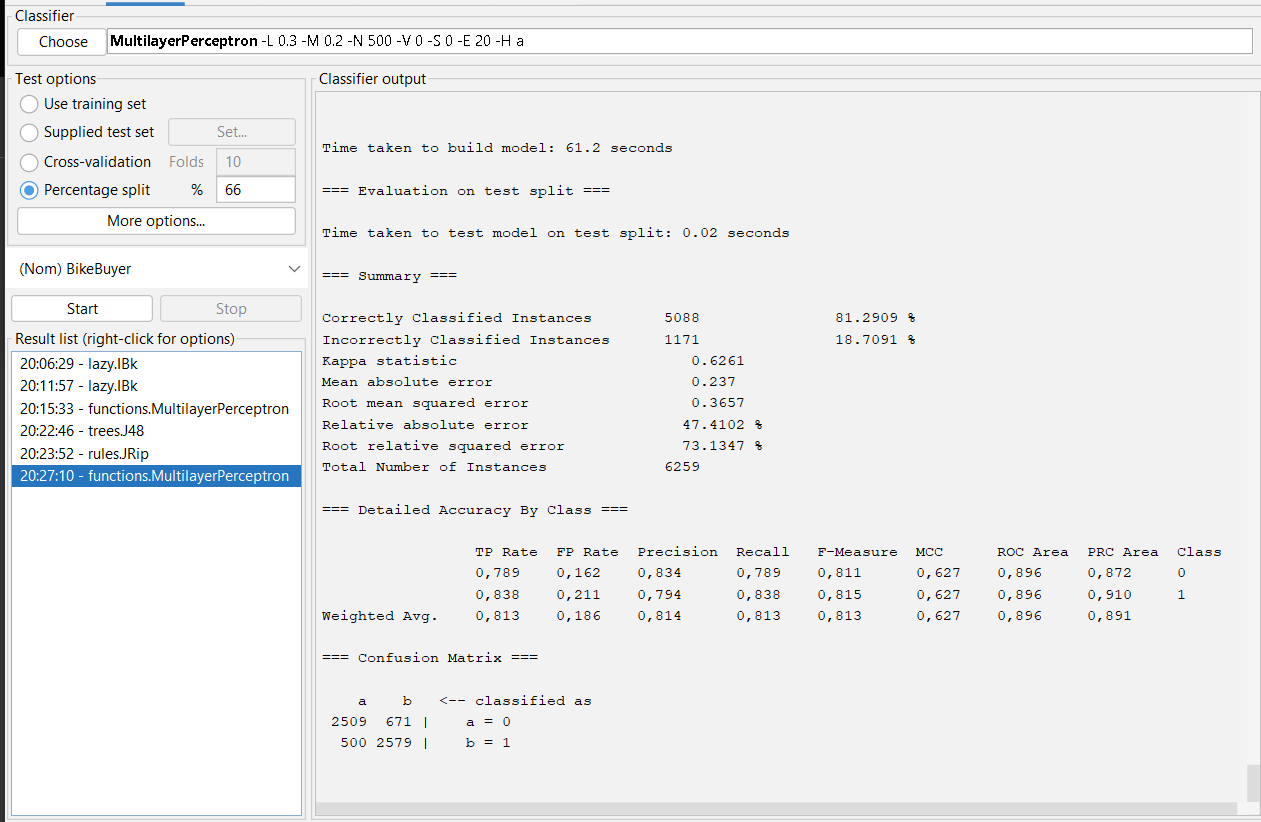 Classifier
Choose MultilayerPerceptron -L 0.3 -M 0.2 -N 500 -V 0 -S 0 -E 20 -H a
Test options
Use training set
Supplied test set Set...
Cross-validation Folds 10
Percentage split % 66
More options...
(Nom) BikeBuyer
Start Stop
Result list (right-click for options)
20:06:29 - lazy.IBk
20:11:57 - lazy.IBk
20:15:33 - functions.MultilayerPerceptron
20:22:46 - trees.J48
20:23:52 - rules.JRip
20:27:10 - functions.MultilayerPerceptron
Classifier output
Time taken to build model: 61.2 seconds
=== Evaluation on test split ===
Time taken to test model on test split: 0.02 seconds
=== Summary ===
Correctly Classified Instances 5088 81.2909 %
Incorrectly Classified Instances 1171 18.7091 %
Kappa statistic 0.6261
Mean absolute error 0.237
Root mean squared error 0.3657
Relative absolute error 47.4102 %
Root relative squared error 73.1347 %
Total Number of Instances 6259
=== Detailed Accuracy By Class ===
TP Rate FP Rate Precision Recall F-Measure MCC ROC Area PRC Area Class
0,789 0,162 0,834 0,789 0,811 0,627 0,896 0,872 0
0,838 0,211 0,794 0,838 0,815 0,627 0,896 0,910 1
Weighted Avg. 0,813 0,186 0,814 0,813 0,813 0,627 0,896 0,891
=== Confusion Matrix ===
a b <-- classified as
2509 671 | a = 0
500 2579 | b = 1